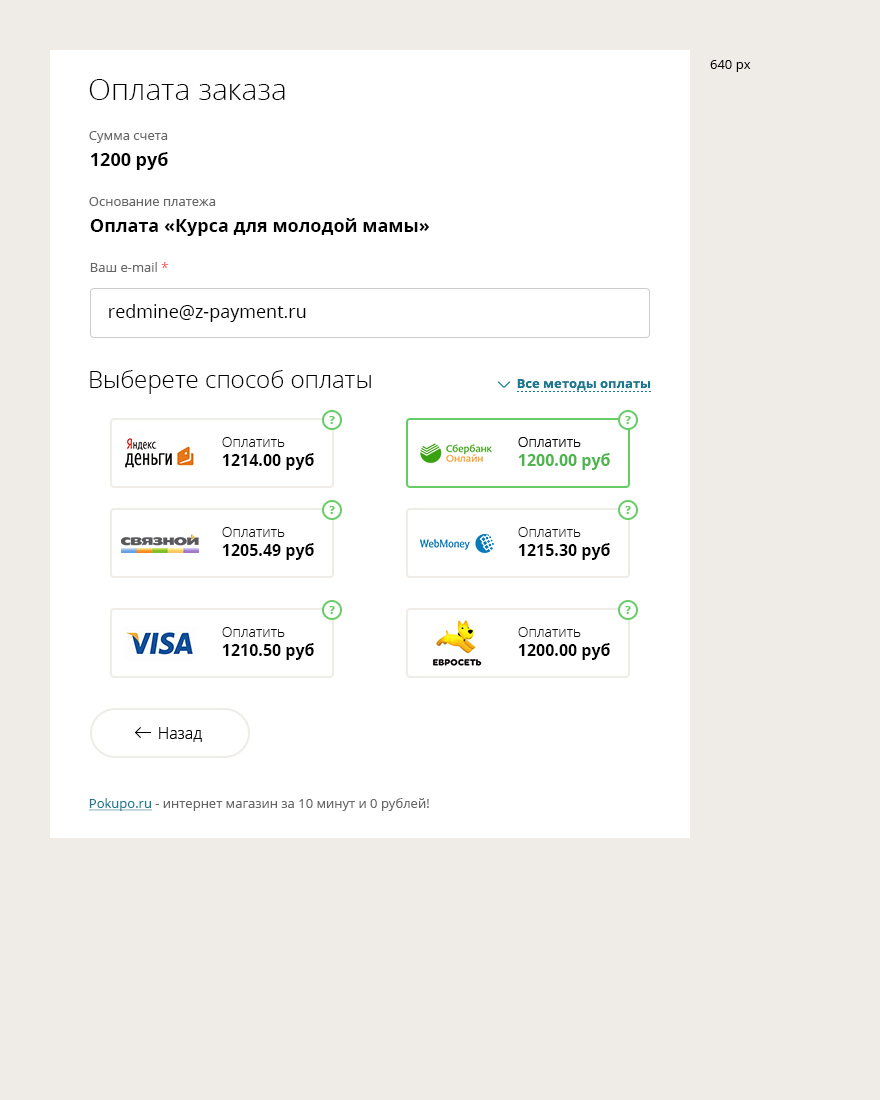 640 px
Оплата заказа
Сумма счета
1200 руб
Основание платежа
Оплата «Курса для молодой мамы»
Ваш e-mail *
redmine@z-payment.ru
Выберете способ оплаты
Все методы оплаты
Яндекс деньги
Оплатить
1214.00 руб
?
Сбербанк Онлайн
Оплатить
1200.00 руб
?
СВЯЗНОЙ
Оплатить
1205.49 руб
?
WebMoney
Оплатить
1215.30 руб
?
VISA
Оплатить
1210.50 руб
?
ЕВРОСЕТЬ
Оплатить
1200.00 руб
?
← Назад
Pokupo.ru - интернет магазин за 10 минут и 0 рублей!